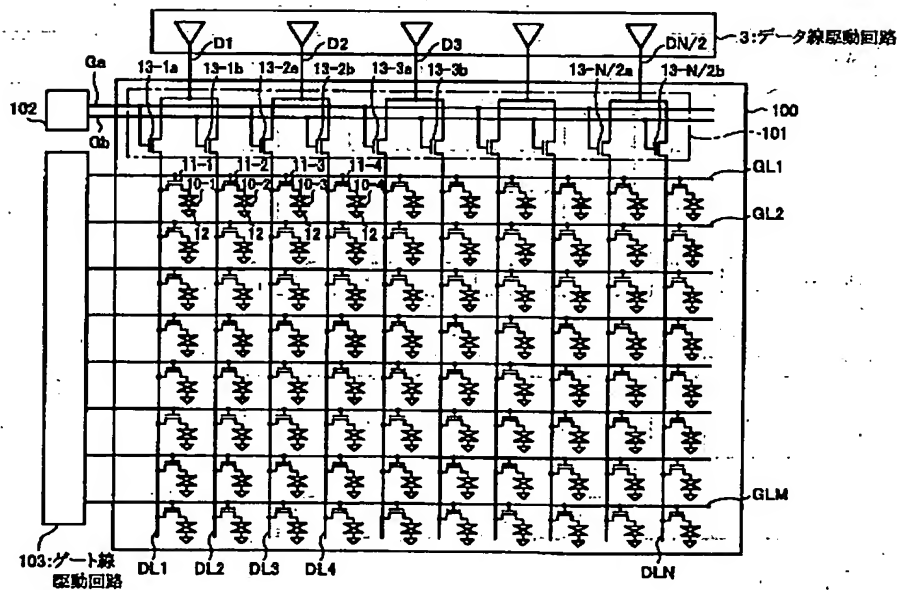 3:データ線駆動回路
D1 D2 D3 DN/2
Ga 13-1a 13-1b 13-2a 13-2b 13-3a 13-3b 13-N/2a 13-N/2b
102
Gb
100
101
11-1 11-2 11-3 11-4
GL1
10-1 10-2 10-3 10-4
12 12 12 12
GL2
GLM
103:ゲート線
駆動回路
DL1 DL2 DL3 DL4 DLN